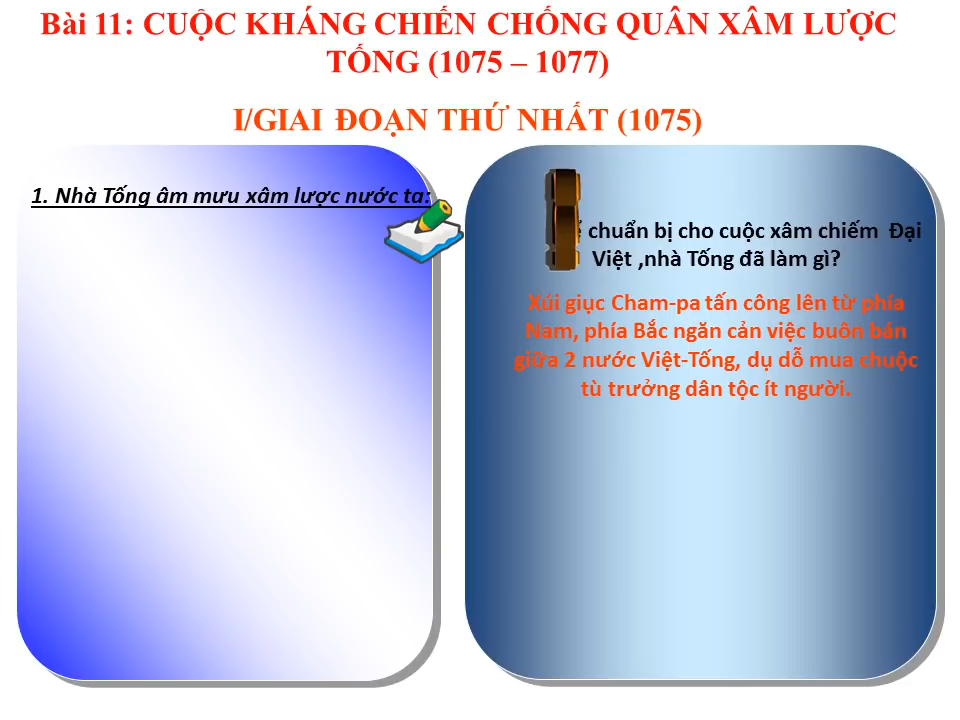 Bài 11: CUỘC KHÁNG CHIẾN CHỐNG QUÂN XÂM LƯỢC
TỐNG (1075 – 1077)
I/GIAI ĐOẠN THỨ NHẤT (1075)
1. Nhà Tống âm mưu xâm lược nước ta:
chuẩn bị cho cuộc xâm chiếm Đại
Việt ,nhà Tống đã làm gì?
Xúi giục Cham-pa tấn công lên từ phía
Nam, phía Bắc ngăn cản việc buôn bán
giữa 2 nước Việt-Tống, dụ dỗ mua chuộc
tù trưởng dân tộc ít người.